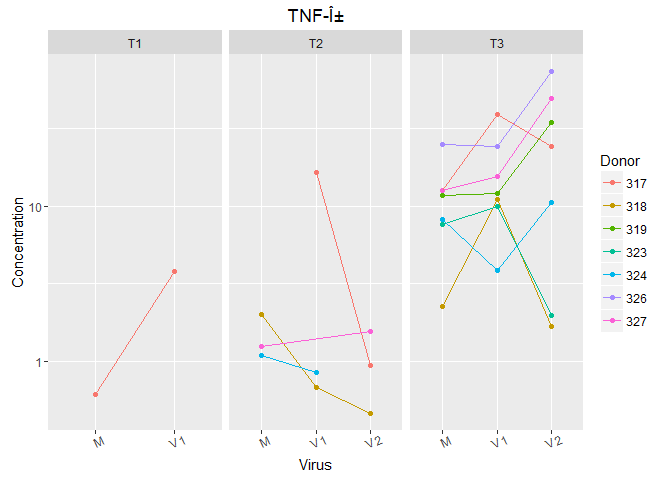 TNF-Î±
T1 T2 T3
Concentration
10
1
M V1 M V1 V2 M V1 V2
Virus
Donor
317
318
319
323
324
326
327